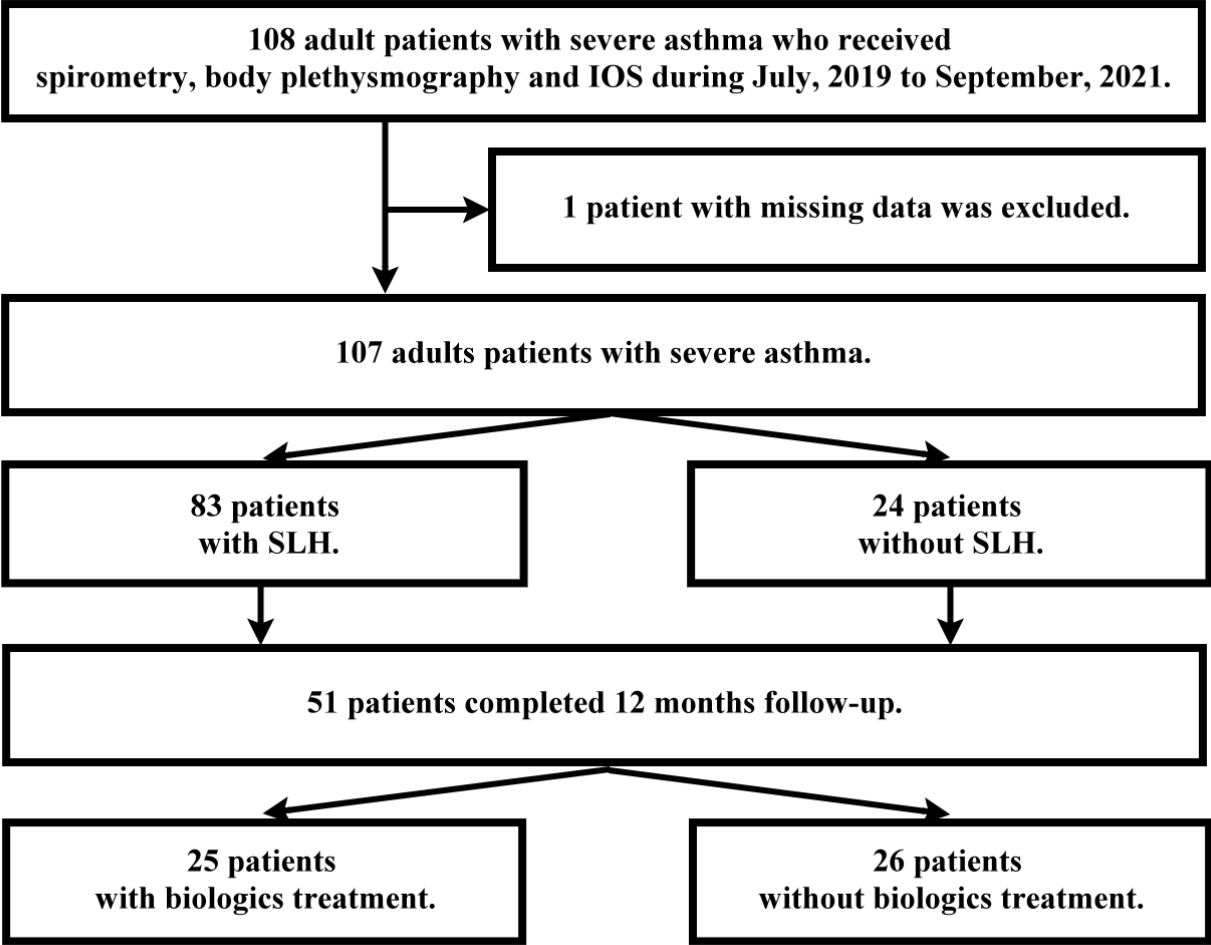 108 adult patients with severe asthma who received
spirometry, body plethysmography and IOS during July, 2019 to September, 2021.
1 patient with missing data was excluded.
107 adults patients with severe asthma.
83 patients
with SLH.
24 patients
without SLH.
51 patients completed 12 months follow-up.
25 patients
with biologics treatment.
26 patients
without biologics treatment.